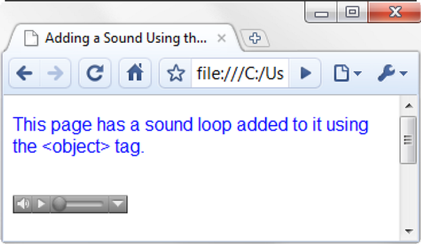 Adding a Sound Using th...
file:///C:/Us
This page has a sound loop added to it using
the <object> tag.